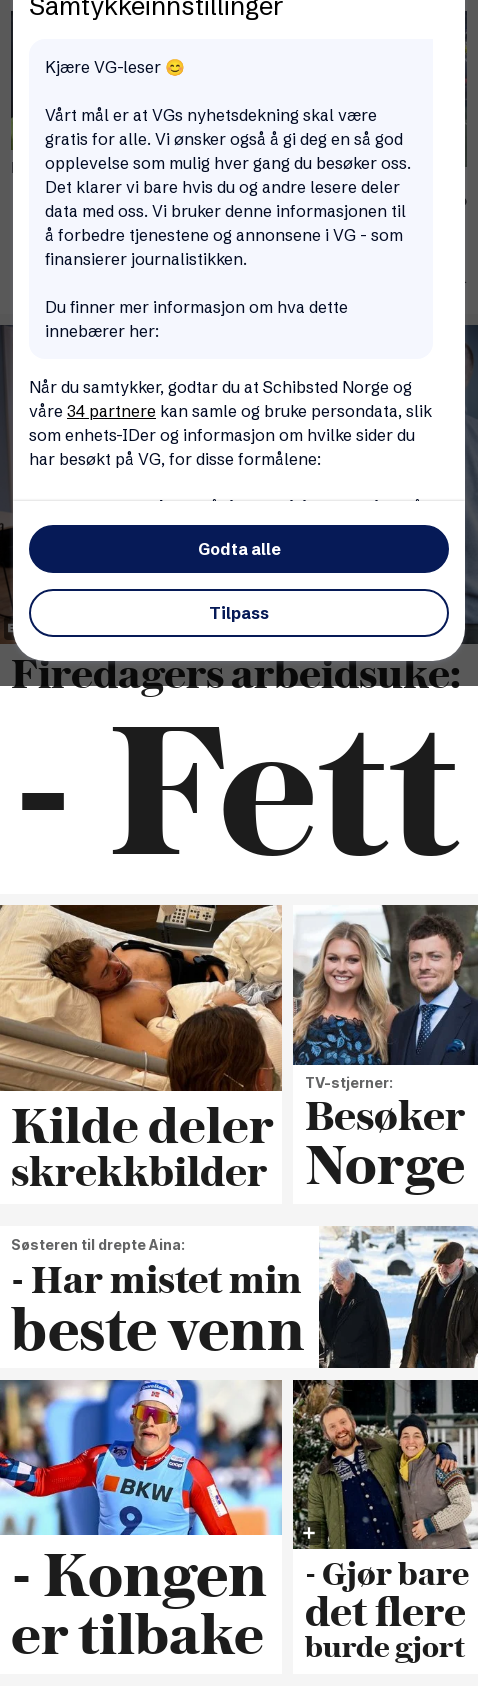 Samtykkeinnstillinger
Kjære VG-leser 😊
Vårt mål er at VGs nyhetsdekning skal være
gratis for alle. Vi ønsker også å gi deg en så god
opplevelse som mulig hver gang du besøker oss.
Det klarer vi bare hvis du og andre lesere deler
data med oss. Vi bruker denne informasjonen til
å forbedre tjenestene og annonsene i VG - som
finansierer journalistikken.
Du finner mer informasjon om hva dette
innebærer her:
Når du samtykker, godtar du at Schibsted Norge og
våre 34 partnere kan samle og bruke persondata, slik
som enhets-IDer og informasjon om hvilke sider du
har besøkt på VG, for disse formålene:
Godta alle
Tilpass
Firedagers arbeidsuke:
- Fett
Kilde deler
skrekkbilder
TV-stjerner:
Besøker
Norge
Søsteren til drepte Aina:
- Har mistet min
beste venn
BKW
9
- Kongen
er tilbake
+
- Gjør bare
det flere
burde gjort